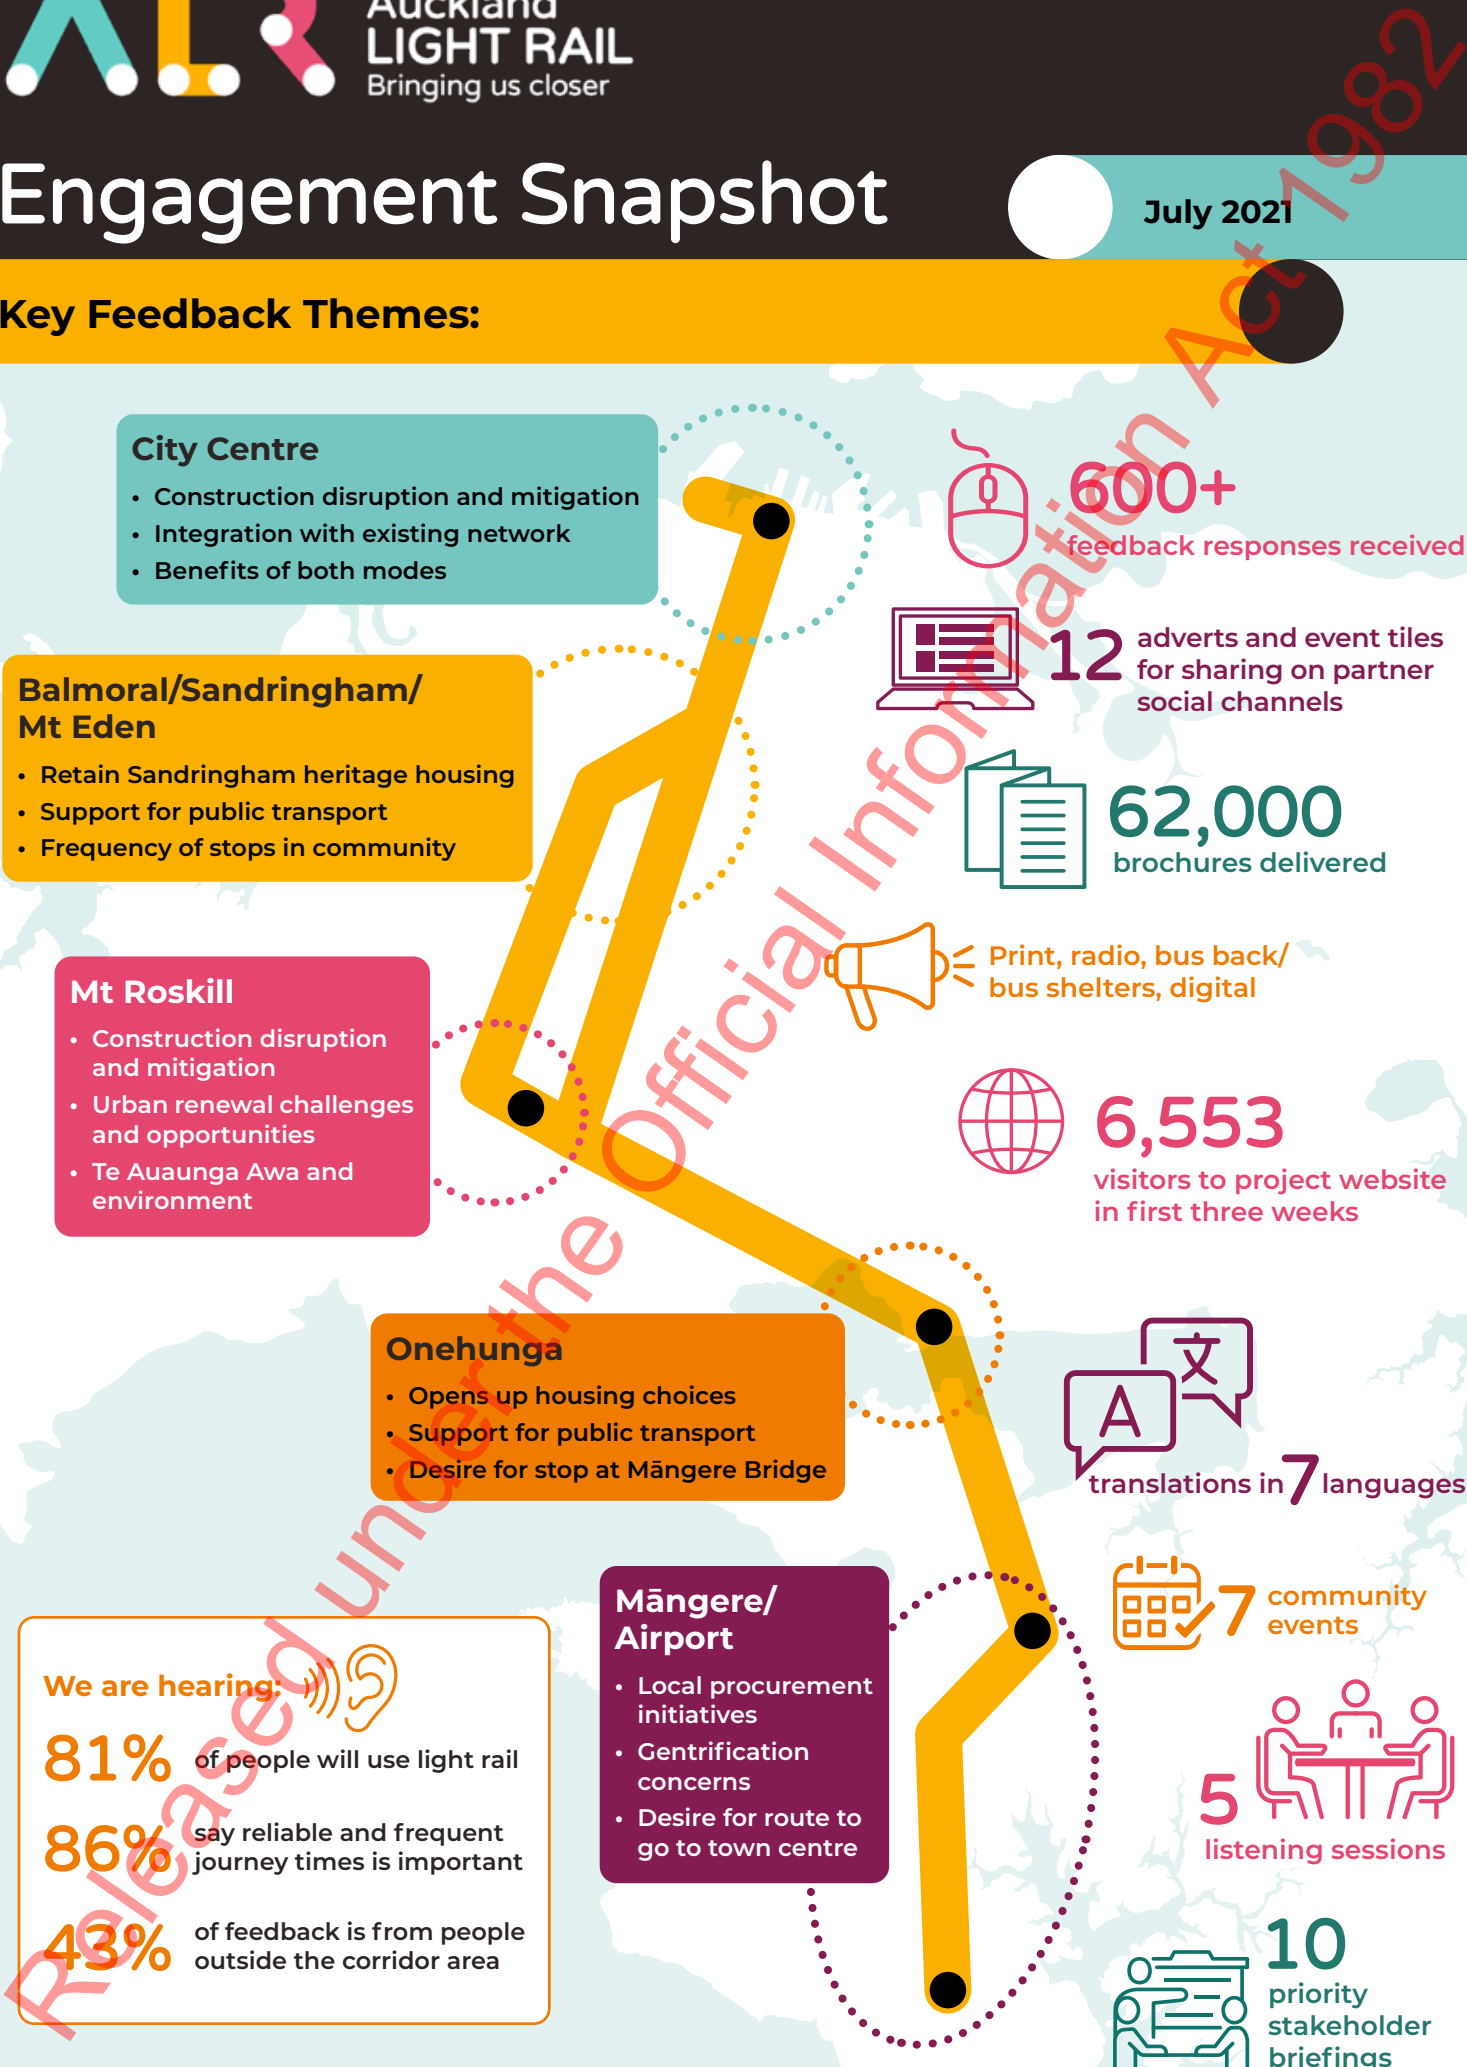 Auckland
LIGHT RAIL
Bringing us closer
Engagement Snapshot
July 2021
Key Feedback Themes:
City Centre
• Construction disruption and mitigation
• Integration with existing network
• Benefits of both modes
Balmoral/Sandringham/
Mt Eden
• Retain Sandringham heritage housing
• Support for public transport
• Frequency of stops in community
Mt Roskill
• Construction disruption
and mitigation
• Urban renewal challenges
and opportunities
• Te Auaunga Awa and
environment
Onehunga
• Opens up housing choices
• Support for public transport
• Desire for stop at Māngere Bridge
Māngere/
Airport
• Local procurement
initiatives
• Gentrification
concerns
• Desire for route to
go to town centre
We are hearing:
81% of people will use light rail
86% say reliable and frequent
journey times is important
43% of feedback is from people
outside the corridor area
600+
feedback responses received
12 adverts and event tiles
for sharing on partner
social channels
62,000
brochures delivered
Print, radio, bus back/
bus shelters, digital
6,553
visitors to project website
in first three weeks
文
A
translations in 7 languages
7 community
events
5
listening sessions
10
priority
stakeholder
briefings
Released under the Official Information Act 1982